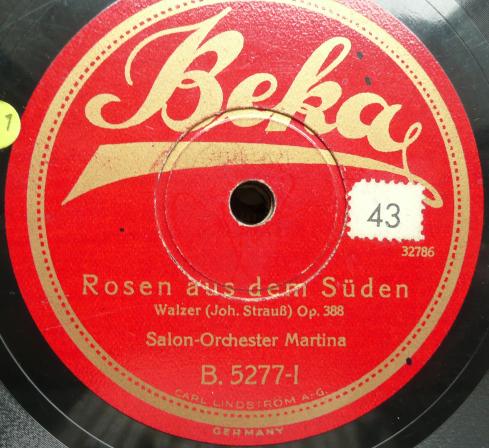 Beka
1
43
32786
Rosen aus dem Süden
Walzer (Joh. Strauß) Op. 388
Salon-Orchester Martina
B. 5277-I
CARL LINDSTRÖM A:G.
GERMANY